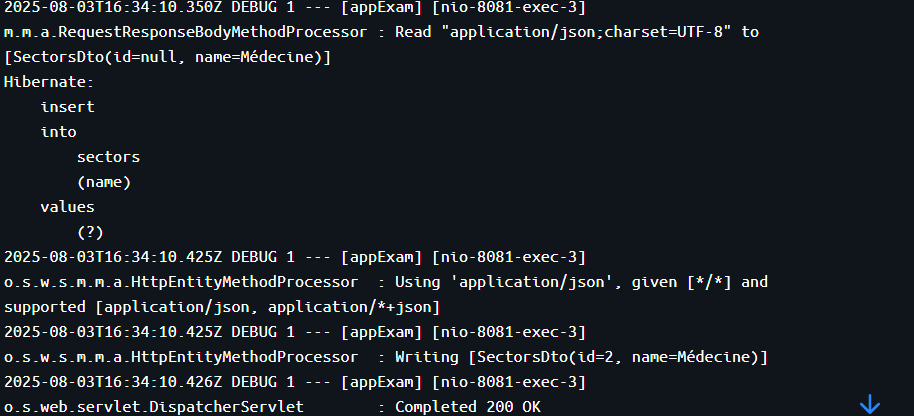 2025-08-03T16:34:10.350Z DEBUG 1 --- [appExam] [nio-8081-exec-3]
m.m.a.RequestResponseBodyMethodProcessor : Read "application/json;charset=UTF-8" to
[SectorsDto(id=null, name=Médecine)]
Hibernate:
    insert
    into
        sectors
        (name)
    values
        (?)
2025-08-03T16:34:10.425Z DEBUG 1 --- [appExam] [nio-8081-exec-3]
o.s.w.s.m.m.a.HttpEntityMethodProcessor  : Using 'application/json', given [*/*] and
supported [application/json, application/*+json]
2025-08-03T16:34:10.425Z DEBUG 1 --- [appExam] [nio-8081-exec-3]
o.s.w.s.m.m.a.HttpEntityMethodProcessor  : Writing [SectorsDto(id=2, name=Médecine)]
2025-08-03T16:34:10.426Z DEBUG 1 --- [appExam] [nio-8081-exec-3]
o.s.web.servlet.DispatcherServlet        : Completed 200 OK